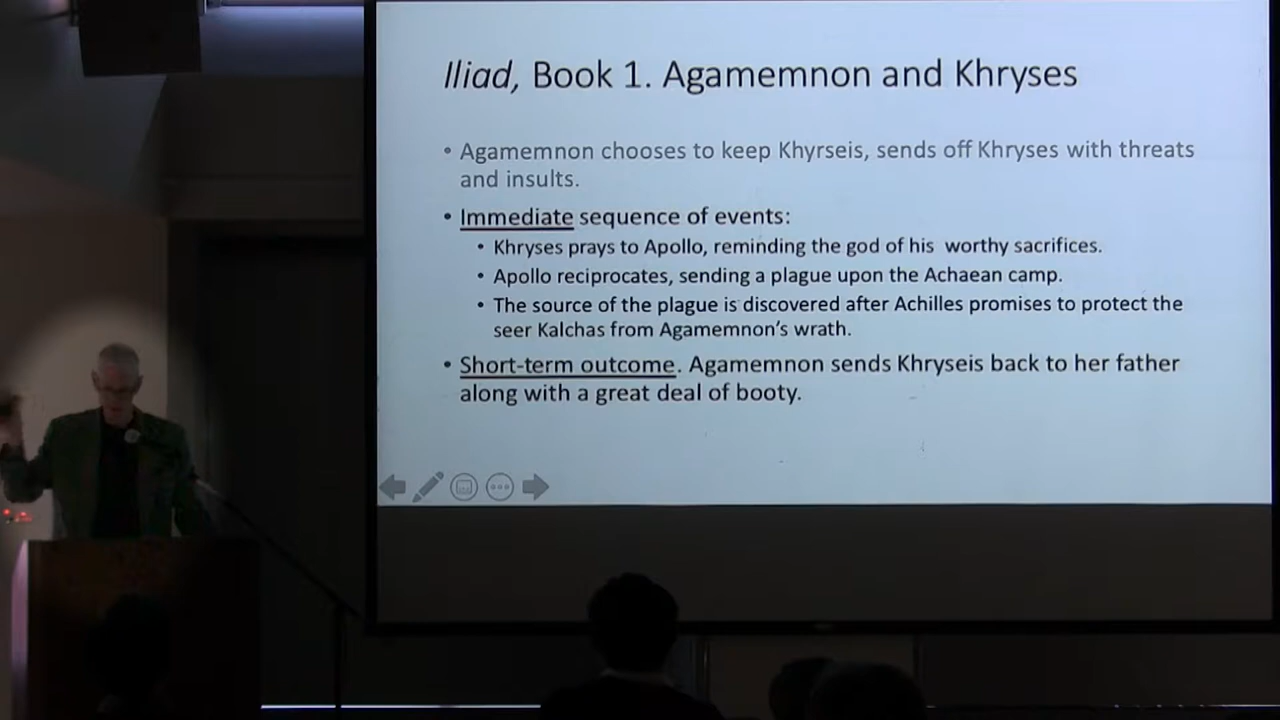 Iliad, Book 1. Agamemnon and Khryses
• Agamemnon chooses to keep Khyrseis, sends off Khryses with threats
and insults.
• Immediate sequence of events:
• Khryses prays to Apollo, reminding the god of his worthy sacrifices.
• Apollo reciprocates, sending a plague upon the Achaean camp.
• The source of the plague is discovered after Achilles promises to protect the
seer Kalchas from Agamemnon's wrath.
• Short-term outcome. Agamemnon sends Khryseis back to her father
along with a great deal of booty.